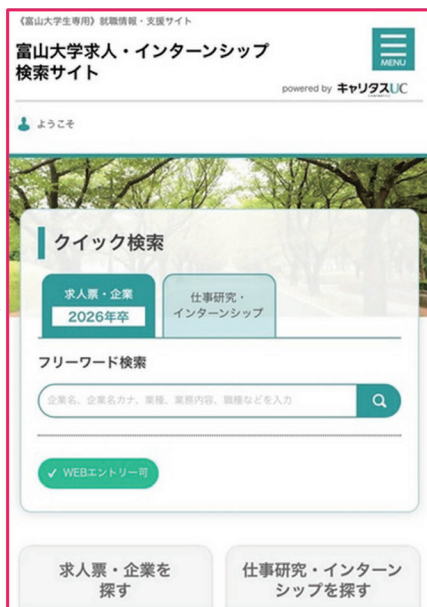 《富山大学生専用》就職情報・支援サイト
富山大学求人・インターンシップ
検索サイト
MENU
powered by キャリタスUC
ようこそ
クイック検索
求人票・企業
2026年卒
仕事研究・
インターンシップ
フリーワード検索
企業名、企業名カナ、業種、業務内容、職種などを入力
WEBエントリー可
求人票・企業を
探す
仕事研究・インターン
シップを探す